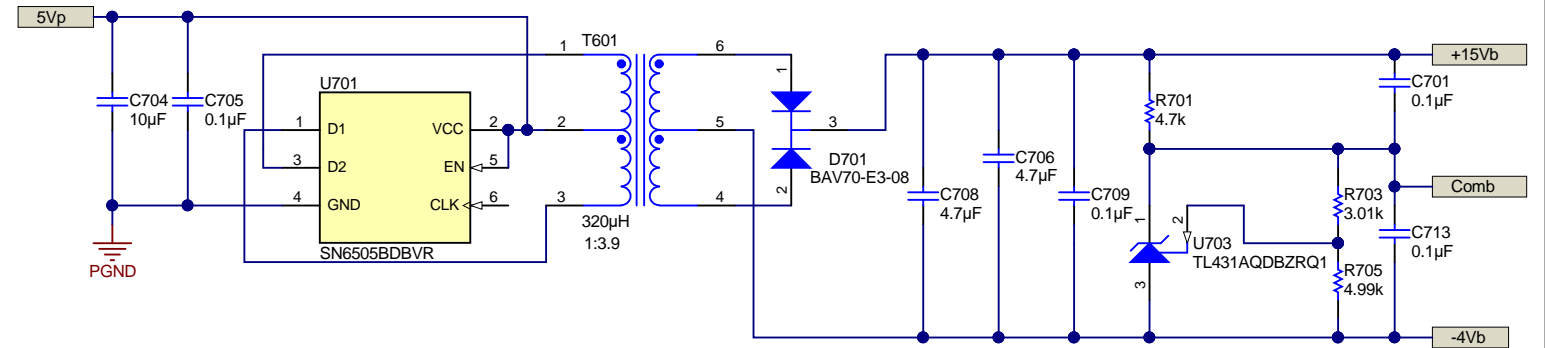 5Vp
C704
10µF
C705
0.1µF
PGND
U701
1
D1
3
D2
4
GND
VCC
2
EN
5
CLK
6
SN6505BDBVR
T601
1
2
3
6
5
4
320µH
1:3.9
1
3
2
D701
BAV70-E3-08
C708
4.7µF
C706
4.7µF
C709
0.1µF
R701
4.7k
1
2
3
U703
TL431AQDBZRQ1
R703
3.01k
R705
4.99k
C701
0.1µF
C713
0.1µF
+15Vb
Comb
-4Vb